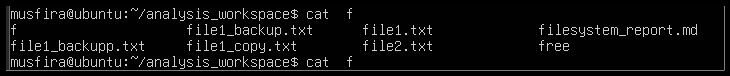 musfira@ubuntu:~/analysis_workspace$ cat  f
f                 file1_backup.txt  file1.txt         filesystem_report.md
file1_backupp.txt file1_copy.txt    file2.txt         free
musfira@ubuntu:~/analysis_workspace$ cat  f